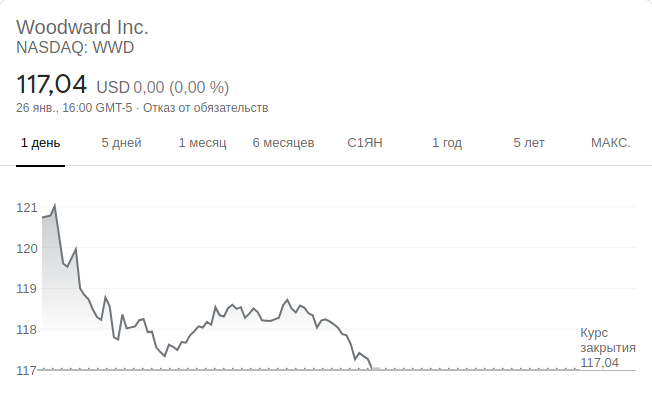 Woodward Inc.
NASDAQ: WWD
117,04 USD 0,00 (0,00 %)
26 янв., 16:00 GMT-5 · Отказ от обязательств
1 день 5 дней 1 месяц 6 месяцев С1ЯН 1 год 5 лет МАКС.
121
120
119
118
117
Курс
закрытия
117,04